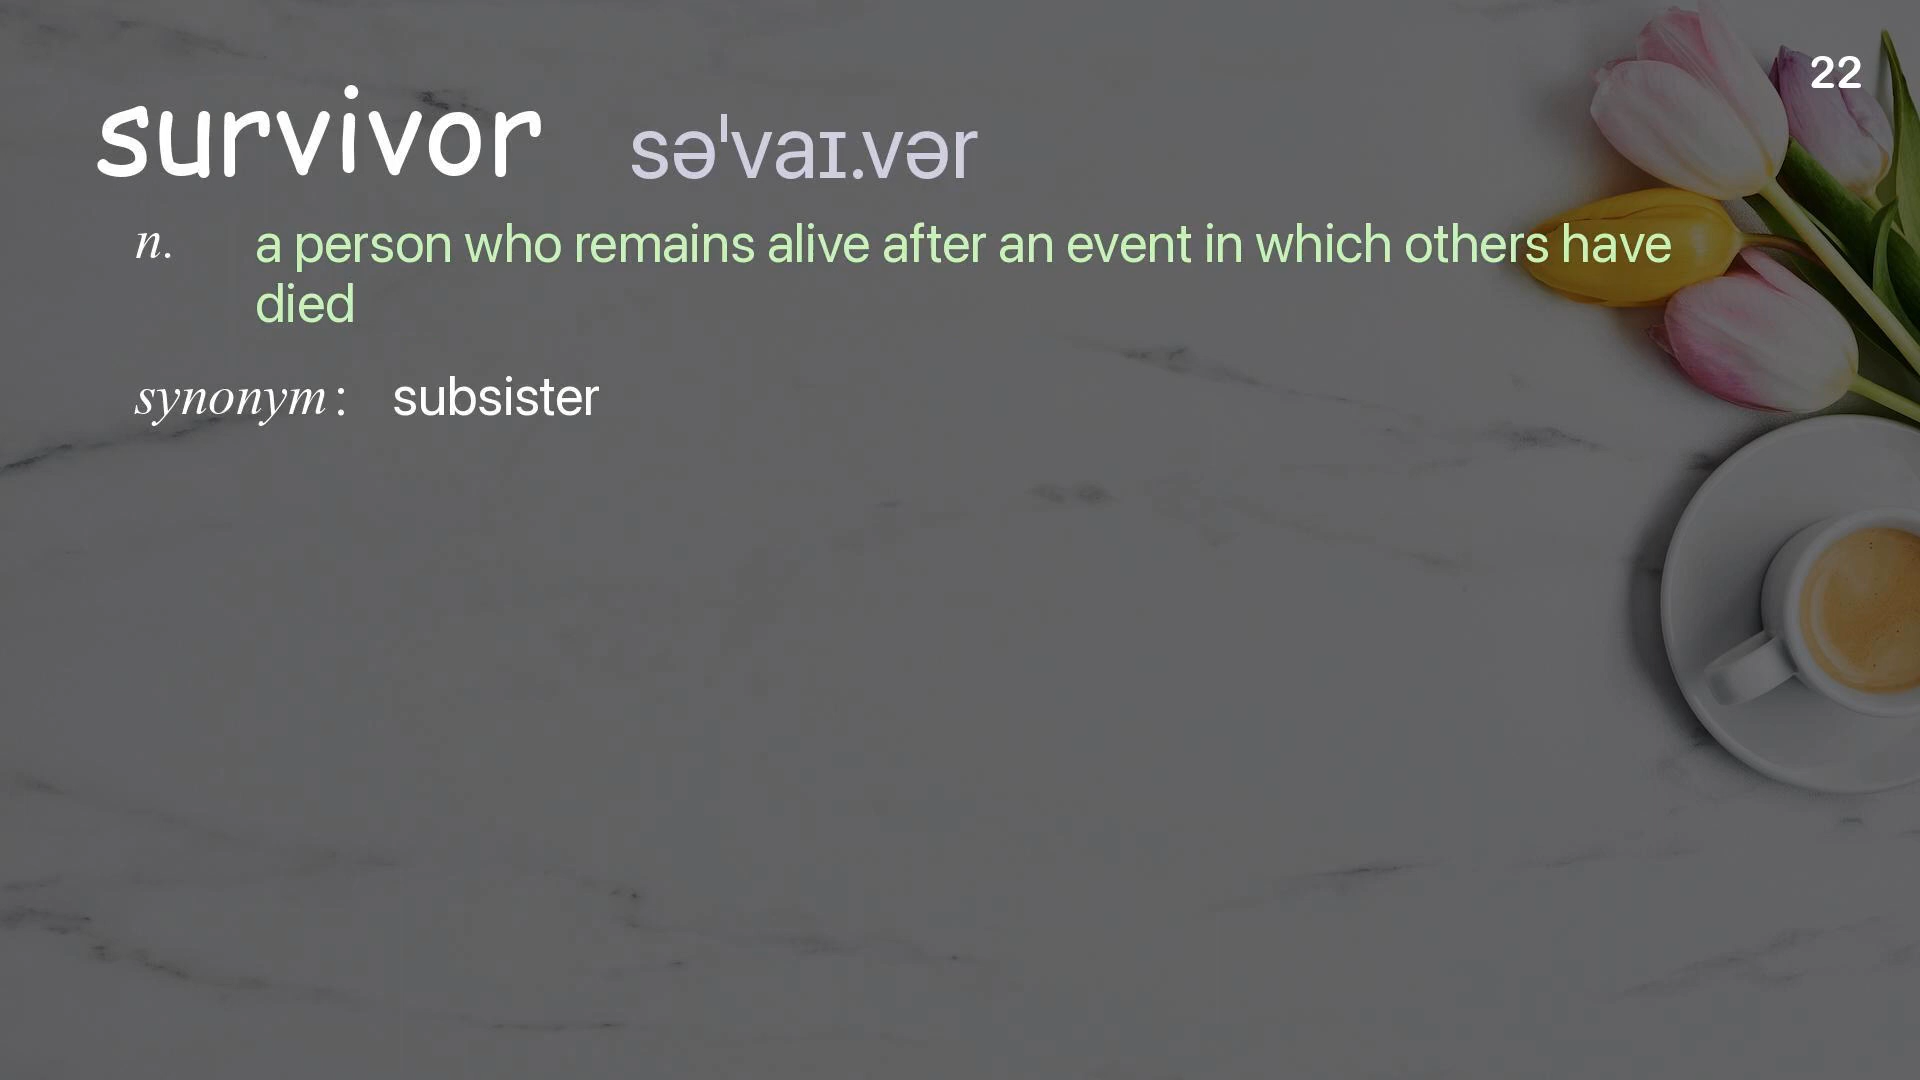 22
survivor səˈvaɪ.vər
n. a person who remains alive after an event in which others have
died
synonym: subsister